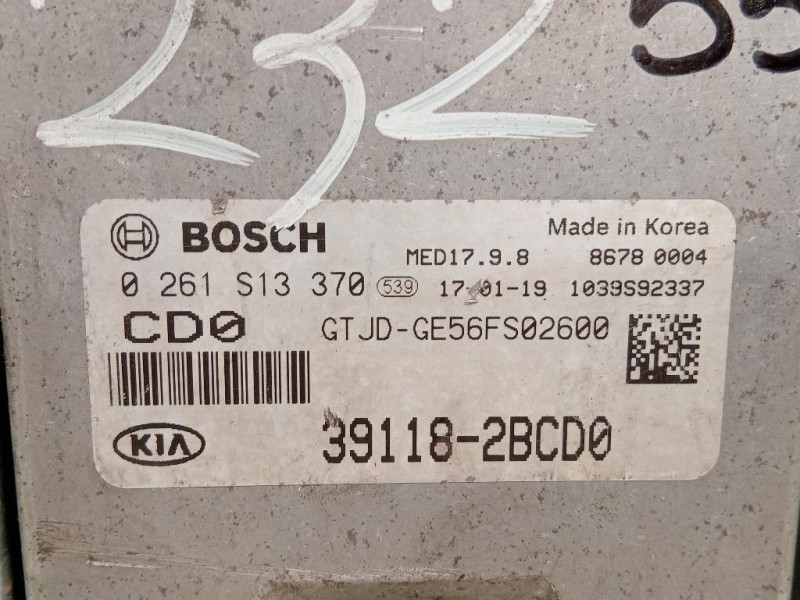 232
BOSCH
Made in Korea
MED17.9.8 8678 0004
0 261 S13 370 539 17-01-19 1039S92337
CD0 GTJD-GE56FS02600
KIA 39118-2BCD0